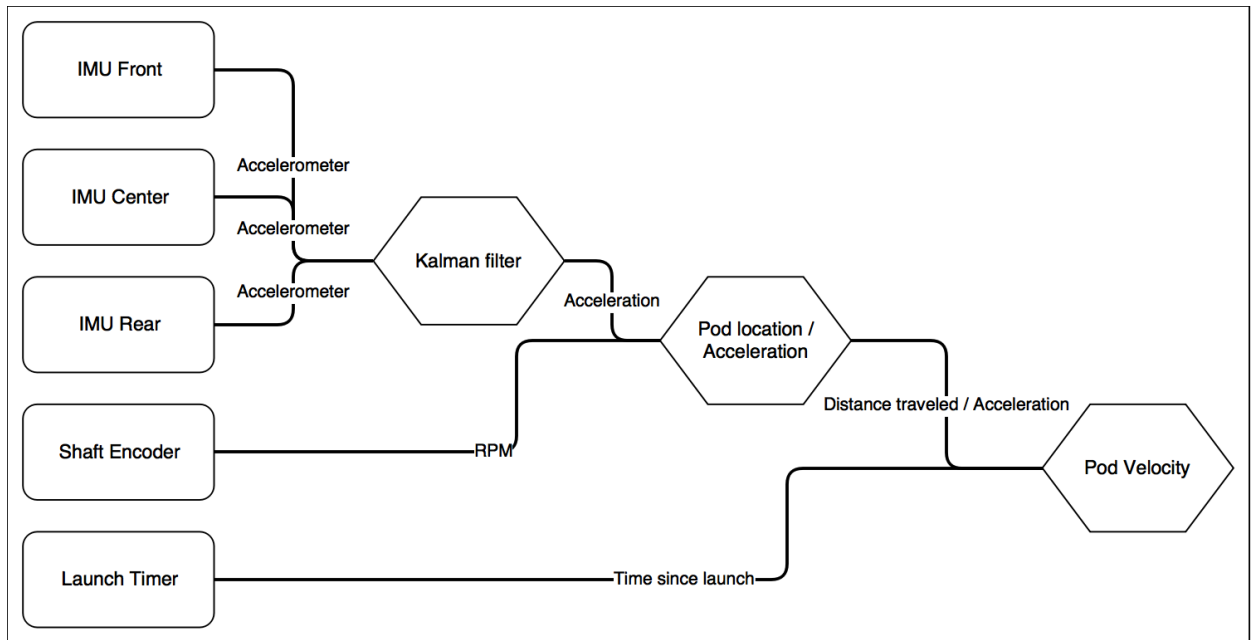 IMU Front
Accelerometer
IMU Center
Accelerometer
Kalman filter
Accelerometer
IMU Rear
Acceleration
Pod location /
Acceleration
Distance traveled / Acceleration
Shaft Encoder
RPM
Pod Velocity
Launch Timer
Time since launch